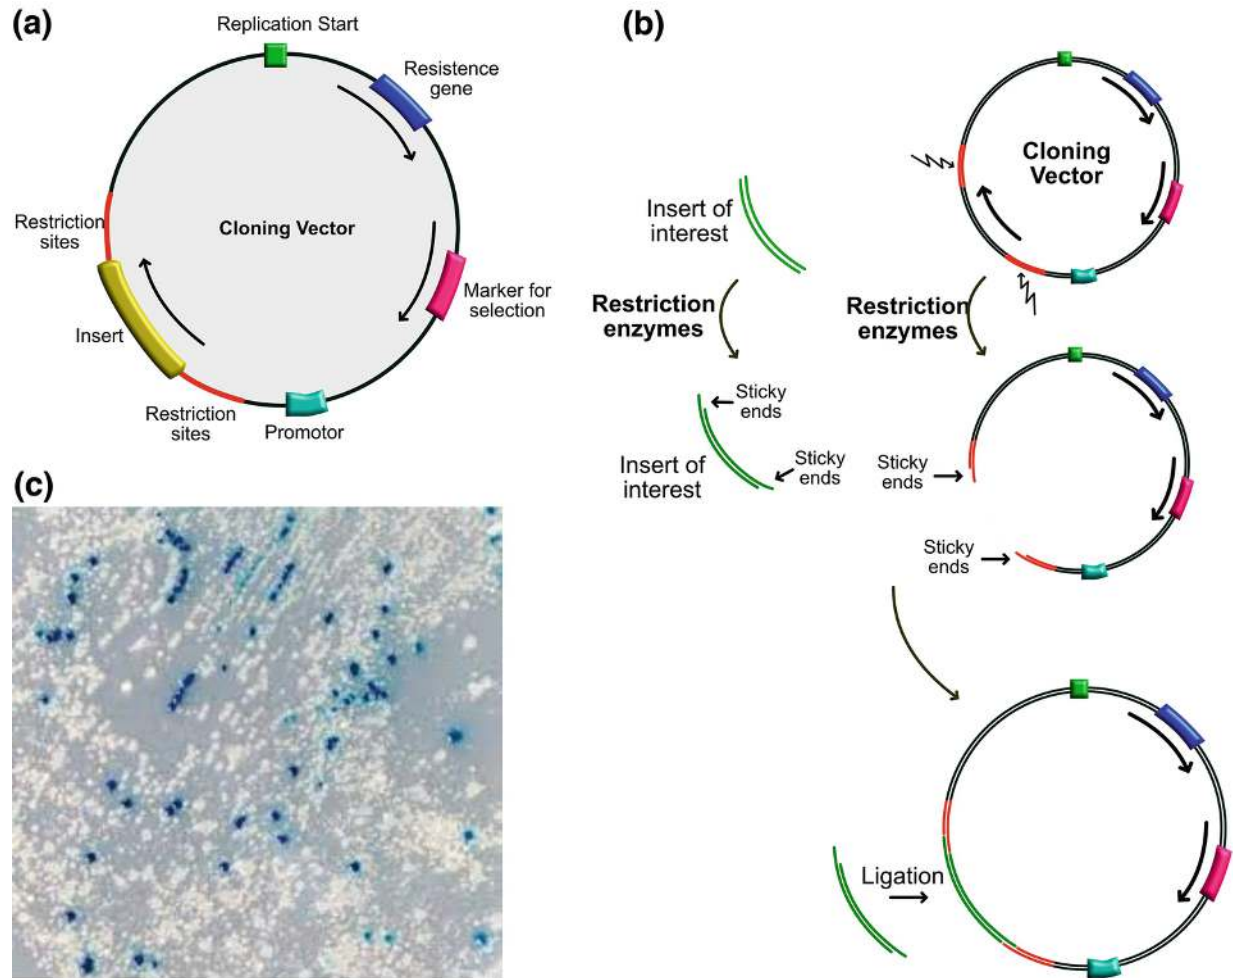 (a)
Replication Start
Resistence
gene
Cloning Vector
Restriction
sites
Marker for
selection
Insert
Restriction
sites
Promotor
(b)
Cloning
Vector
Insert of
interest
Restriction
enzymes
Restriction
enzymes
Sticky
ends
Insert of
interest
Sticky
ends
Sticky
ends
Sticky
ends
Ligation
(c)